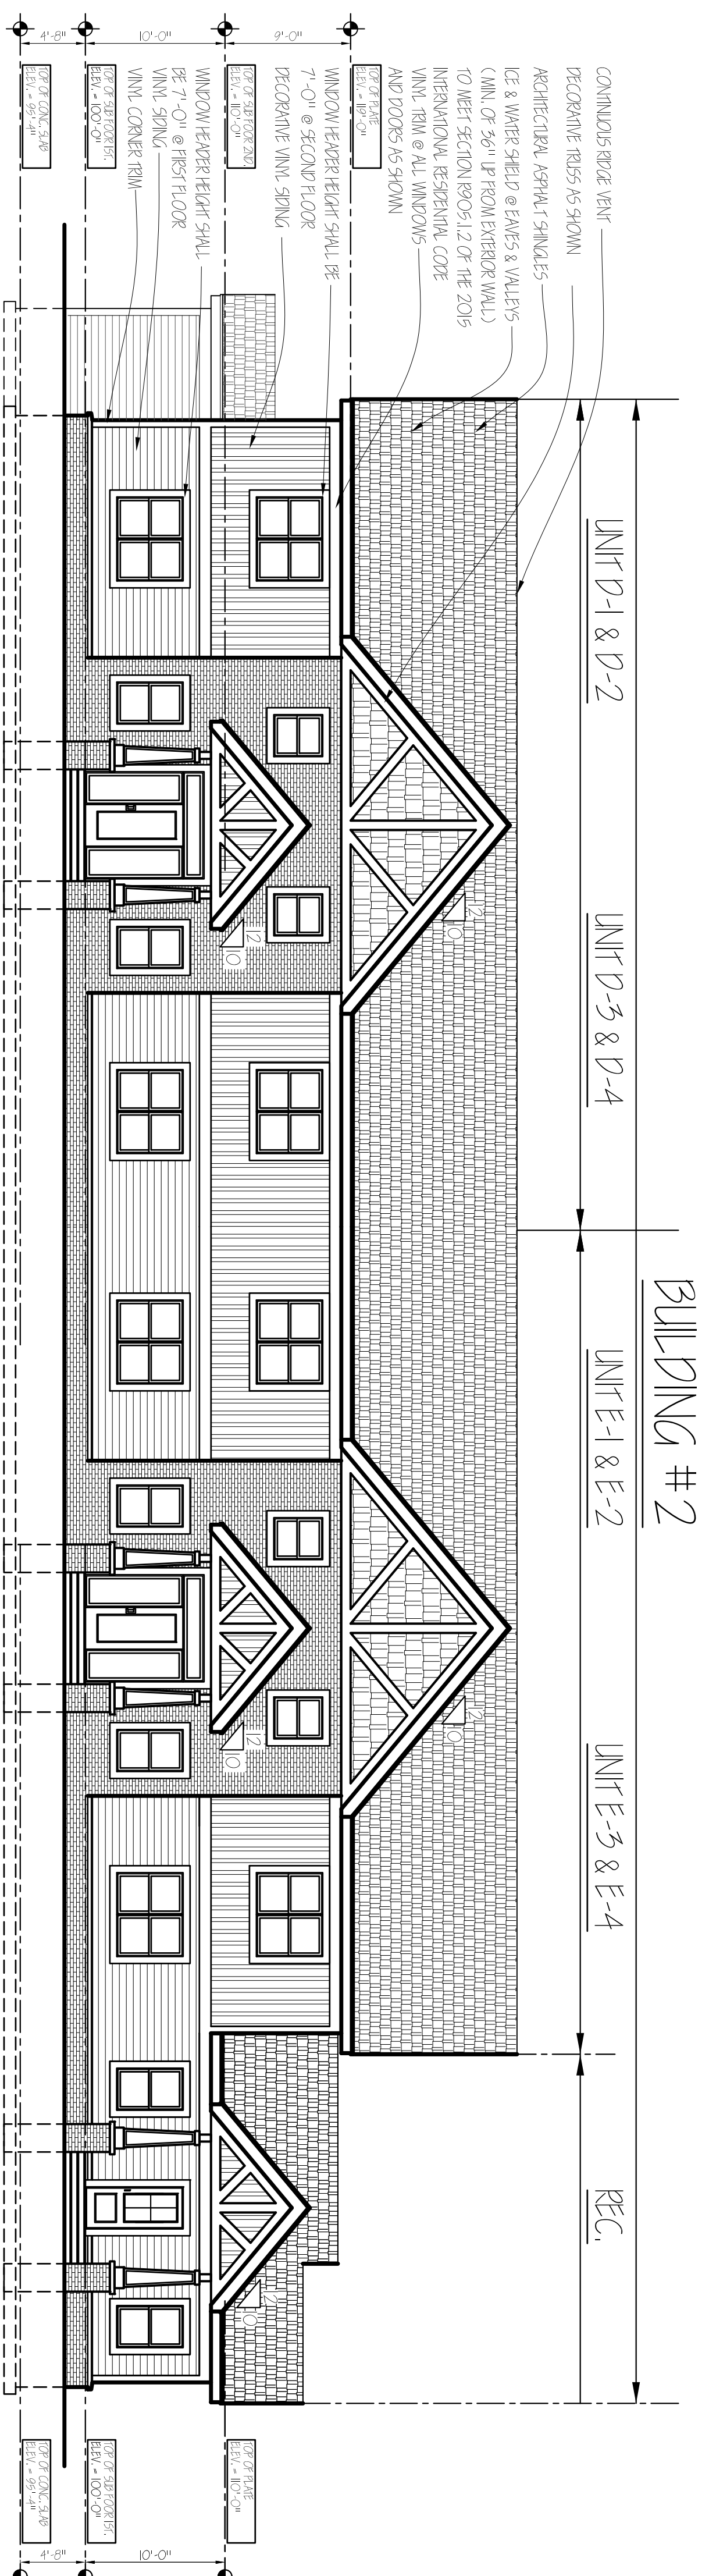 BUILDING #2
UNIT D-1 & D-2
UNIT D-3 & D-4
UNIT E-1 & E-2
UNIT E-3 & E-4
REC.
CONTINUOUS RIDGE VENT
DECORATIVE TRUSS AS SHOWN
ARCHITECTURAL ASPHALT SHINGLES
ICE & WATER SHIELD @ EAVES & VALLEYS
(MIN. OF 36" UP FROM EXTERIOR WALL)
TO MEET SECTION R905.1.2 OF THE 2015
INTERNATIONAL RESIDENTIAL CODE
VINYL TRIM @ ALL WINDOWS
AND DOORS AS SHOWN
TOP OF PLATE
ELEV. = 119'-0"
9'-0"
WINDOW HEADER HEIGHT SHALL BE
7'-0" @ SECOND FLOOR
DECORATIVE VINYL SIDING
TOP OF SUB FLOOR 2ND.
ELEV. = 110'-0"
10'-0"
WINDOW HEADER HEIGHT SHALL
BE 7'-0" @ FIRST FLOOR
VINYL SIDING
VINYL CORNER TRIM
TOP OF SUB FLOOR 1ST.
ELEV. = 100'-0"
4'-8"
TOP OF CONC. SLAB
ELEV. = 95'-4"
12
10
12
10
12
10
12
10
12
10
TOP OF PLATE
ELEV. = 110'-0"
10'-0"
TOP OF SUB FLOOR 1ST.
ELEV. = 100'-0"
4'-8"
TOP OF CONC. SLAB
ELEV. = 95'-4"